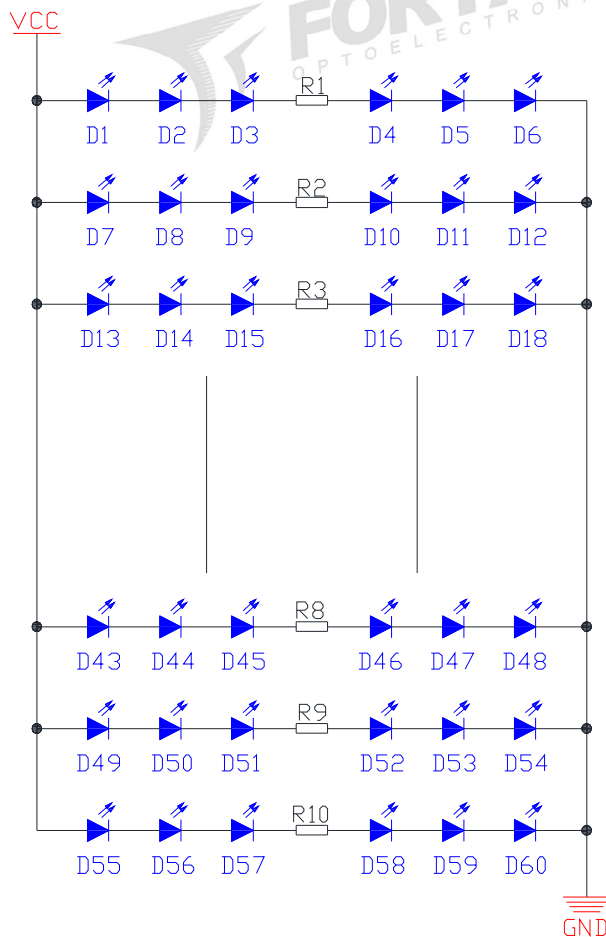 VCC
OPTOELECTRON
R1
D1 D2 D3 D4 D5 D6
R2
D7 D8 D9 D10 D11 D12
R3
D13 D14 D15 D16 D17 D18
R8
D43 D44 D45 D46 D47 D48
R9
D49 D50 D51 D52 D53 D54
R10
D55 D56 D57 D58 D59 D60
GND